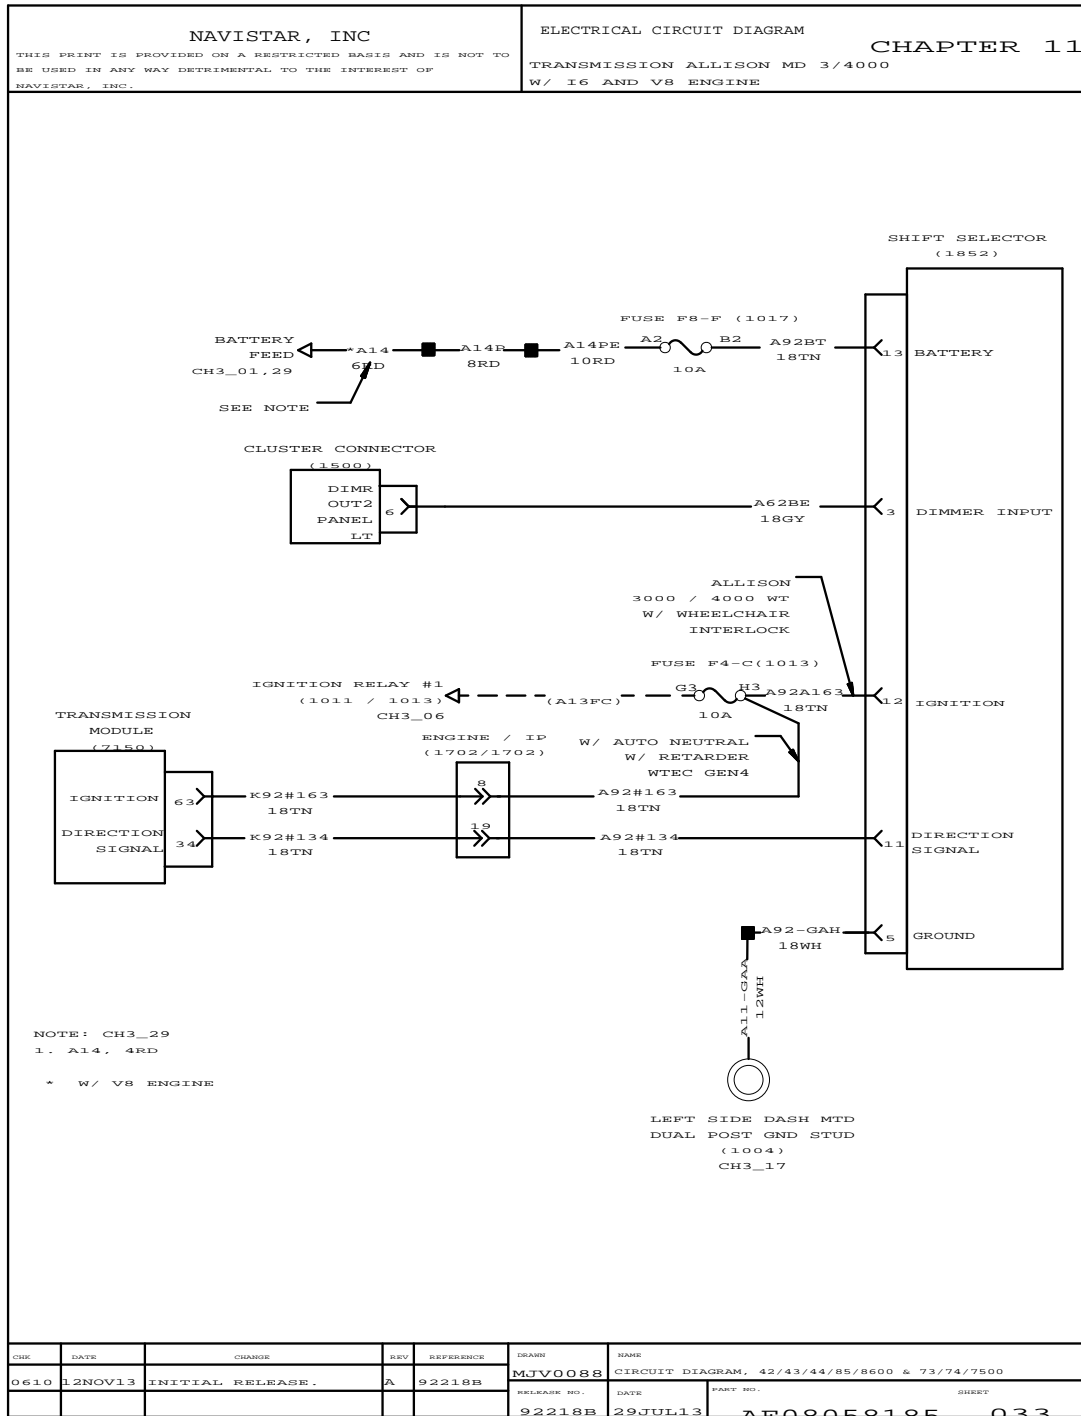 NAVISTAR, INC
THIS PRINT IS PROVIDED ON A RESTRICTED BASIS AND IS NOT TO
BE USED IN ANY WAY DETRIMENTAL TO THE INTEREST OF
NAVISTAR, INC.
ELECTRICAL CIRCUIT DIAGRAM
CHAPTER 11
TRANSMISSION ALLISON MD 3/4000
W/ I6 AND V8 ENGINE
SHIFT SELECTOR
(1852)
FUSE F8-F (1017)
BATTERY
FEED
CH3_01,29
*A14
6RD
A14P
8RD
A14PE
10RD
A2
B2
10A
A92BT
18TN
13
BATTERY
SEE NOTE
CLUSTER CONNECTOR
(1500)
DIMR
OUT2
PANEL
LT
6
A62BE
18GY
3
DIMMER INPUT
ALLISON
3000 / 4000 WT
W/ WHEELCHAIR
INTERLOCK
FUSE F4-C(1013)
IGNITION RELAY #1
(1011 / 1013)
CH3_06
(A13FC)
G3
H3
10A
A92A163
18TN
12
IGNITION
TRANSMISSION
MODULE
(7150)
ENGINE / IP
(1702/1702)
W/ AUTO NEUTRAL
W/ RETARDER
WTEC GEN4
IGNITION
63
K92#163
18TN
8
A92#163
18TN
DIRECTION
SIGNAL
34
K92#134
18TN
19
A92#134
18TN
11
DIRECTION
SIGNAL
A92-GAH
18WH
5
GROUND
A11-GAA
12WH
NOTE: CH3_29
1. A14, 4RD
* W/ V8 ENGINE
LEFT SIDE DASH MTD
DUAL POST GND STUD
(1004)
CH3_17
CHK
DATE
CHANGE
REV
REFERENCE
0610
12NOV13
INITIAL RELEASE.
A
92218B
DRAWN
MJV0088
NAME
CIRCUIT DIAGRAM, 42/43/44/85/8600 & 73/74/7500
RELEASE NO.
92218B
DATE
29JUL13
PART NO.
AF08058185
SHEET
033